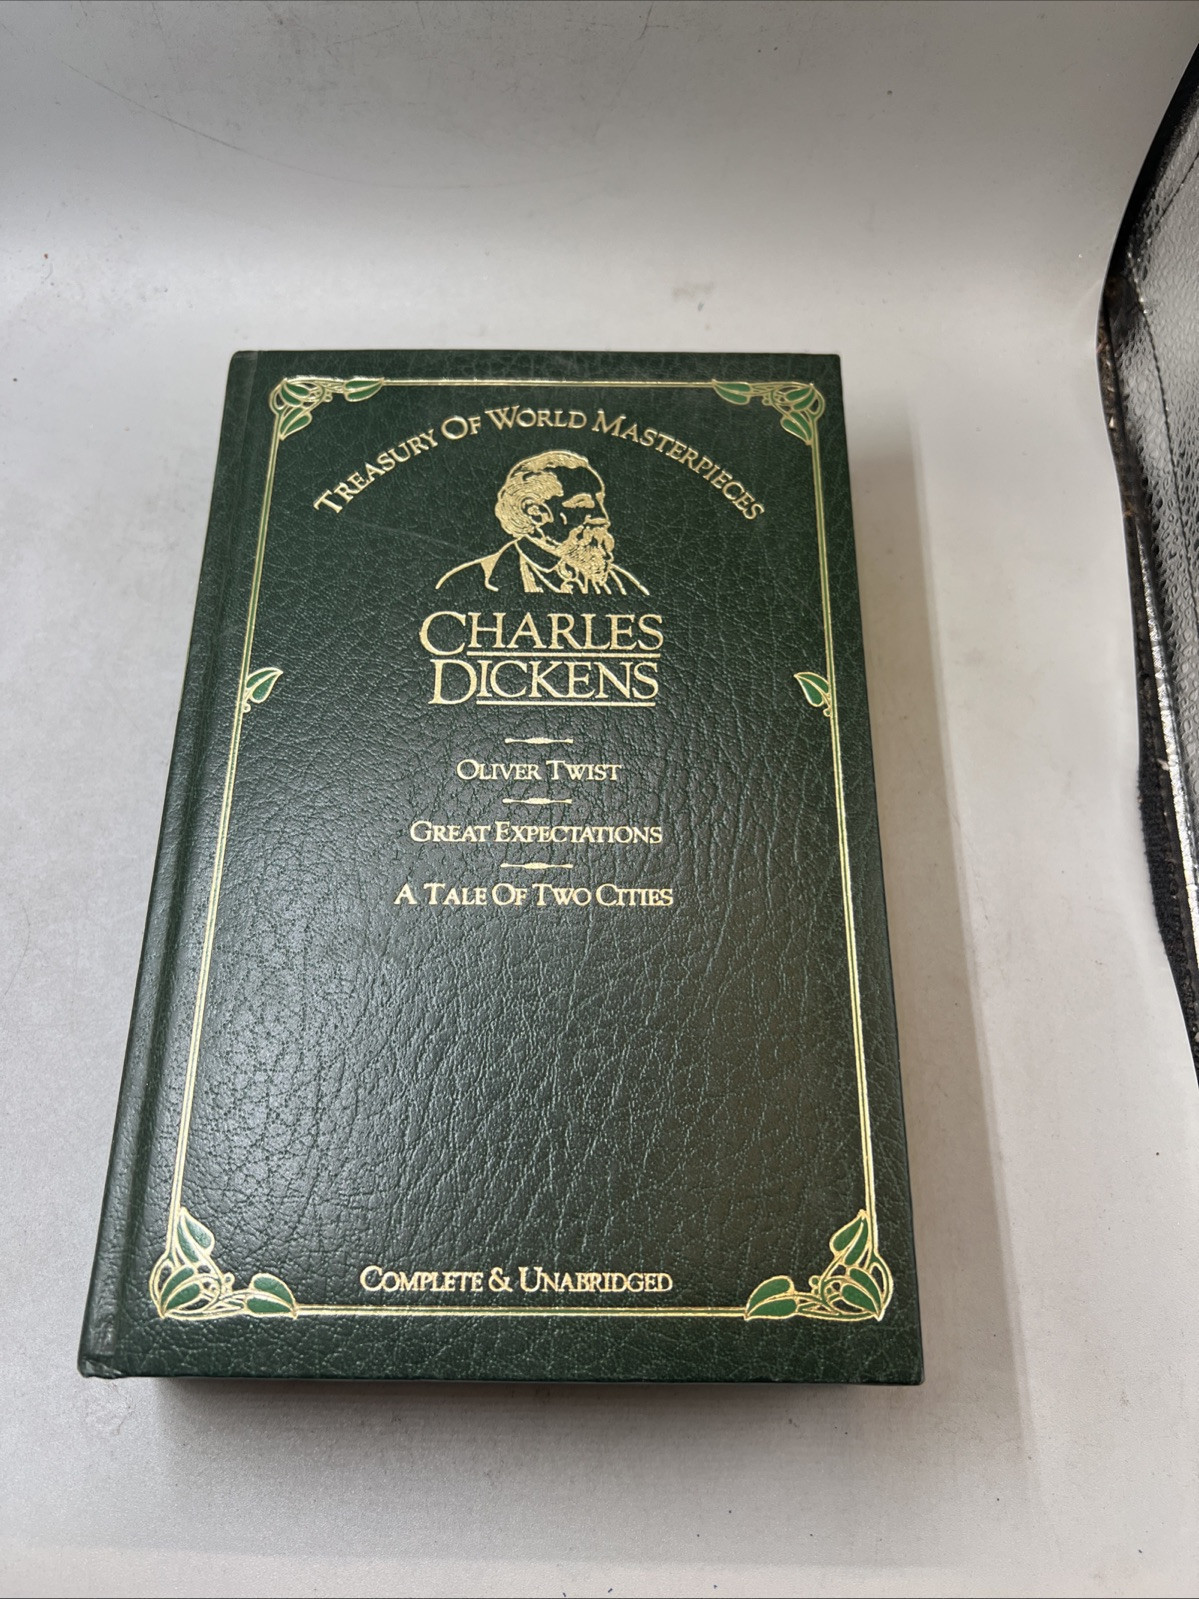 TREASURY OF WORLD MASTERPIECES
CHARLES
DICKENS
OLIVER TWIST
GREAT EXPECTATIONS
A TALE OF TWO CITIES
COMPLETE & UNABRIDGED